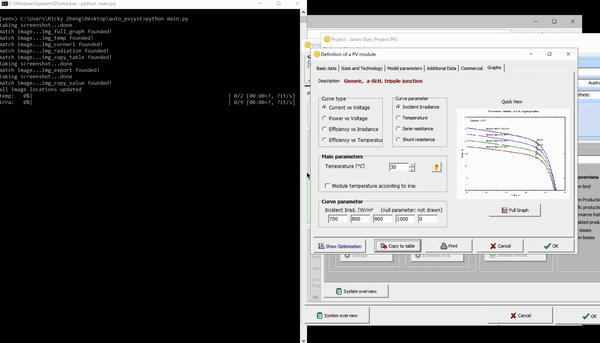 C:\Windows\System32\cmd.exe - python main.py
(venv) C:\Users\Ricky Zheng\Desktop\auto_pvsyst>python main.py
taking screenshot...done
match image...img_full_graph founded!
match image...img_temp founded!
match image...img_corner1 founded!
match image...img_radiation founded!
match image...img_copy_table founded!
taking screenshot...done
match image...img_export founded!
taking screenshot...done
match image...img_copy_value founded!
all image locations updated
temp: 0%| | 0/2 [00:00<?, ?it/s]
irra: 0%| | 0/9 [00:00<?, ?it/s]
Project: Janov Stan_Project.PRJ
Definition of a PV module
Basic data
Sizes and Technology
Model parameters
Additional Data
Commercial
Graphs
Description
Generic, a-Si:H, tripple junction
Curve type
Current vs Voltage
Power vs Voltage
Efficiency vs Irradiance
Efficiency vs Temperatur
Curve parameter
Incident Irradiance
Temperature
Serie resistance
Shunt resistance
Quick View
Main parameters
Temperature [°C]
30
?
Module temperature according to irra
Curve parameter
Incident Irrad. [W/m² (null parameter: not drawn)
700 800 900 1000 0
Full Graph
Show Optimization
Copy to table
Print
Cancel
OK
System overview
System overview
Cancel
OK
overview